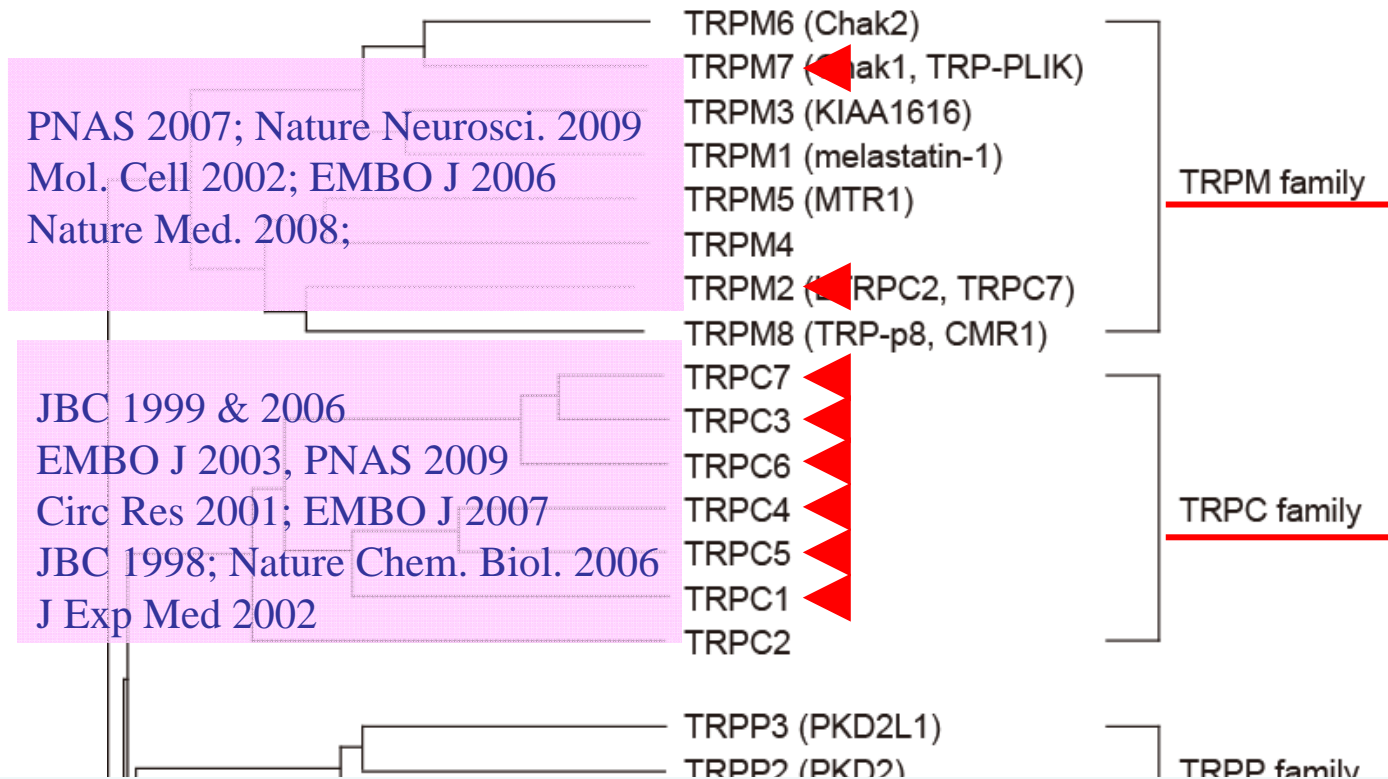 TRPM6 (Chak2)
TRPM7 (Chak1, TRP-PLIK)
TRPM3 (KIAA1616)
TRPM1 (melastatin-1)
TRPM5 (MTR1)
TRPM4
TRPM2 (LTRPC2, TRPC7)
TRPM8 (TRP-p8, CMR1)
TRPM family
PNAS 2007; Nature Neurosci. 2009
Mol. Cell 2002; EMBO J 2006
Nature Med. 2008;
TRPC7
TRPC3
TRPC6
TRPC4
TRPC5
TRPC1
TRPC2
TRPC family
JBC 1999 & 2006
EMBO J 2003, PNAS 2009
Circ Res 2001; EMBO J 2007
JBC 1998; Nature Chem. Biol. 2006
J Exp Med 2002
TRPP3 (PKD2L1)
TRPP2 (PKD2)
TRPP family